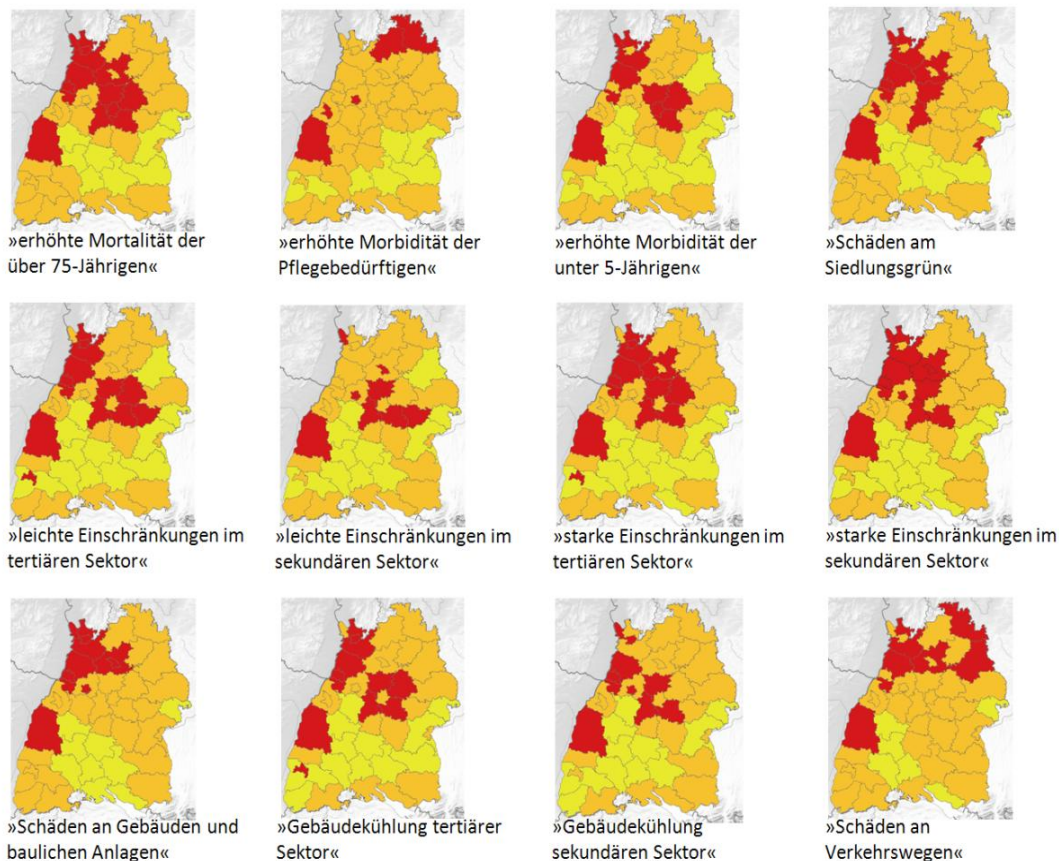 »erhöhte Mortalität der
über 75-Jährigen«
»erhöhte Morbidität der
Pflegebedürftigen«
»erhöhte Morbidität der
unter 5-Jährigen«
»Schäden am
Siedlungsgrün«
»leichte Einschränkungen im
tertiären Sektor«
»leichte Einschränkungen im
sekundären Sektor«
»starke Einschränkungen im
tertiären Sektor«
»starke Einschränkungen im
sekundären Sektor«
»Schäden an Gebäuden und
baulichen Anlagen«
»Gebäudekühlung tertiärer
Sektor«
»Gebäudekühlung
sekundären Sektor«
»Schäden an
Verkehrswegen«